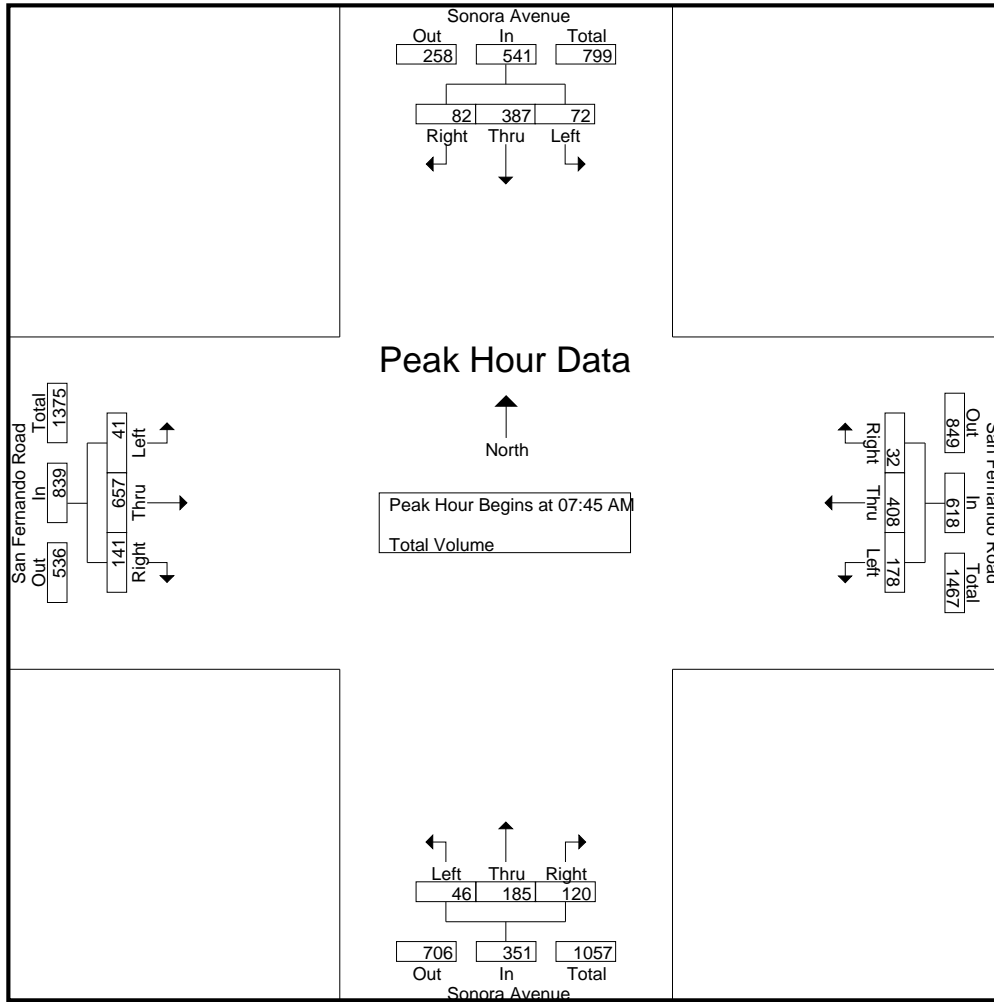 Sonora Avenue
Out In Total
258 541 799
82 387 72
Right Thru Left
Peak Hour Data
North
Peak Hour Begins at 07:45 AM
Total Volume
San Fernando Road
Total In Out
1375 839 536
41 657 141
Left Thru Right
San Fernando Road
Out In Total
849 618 1467
32 408 178
Right Thru Left
Left Thru Right
46 185 120
706 351 1057
Out In Total
Sonora Avenue